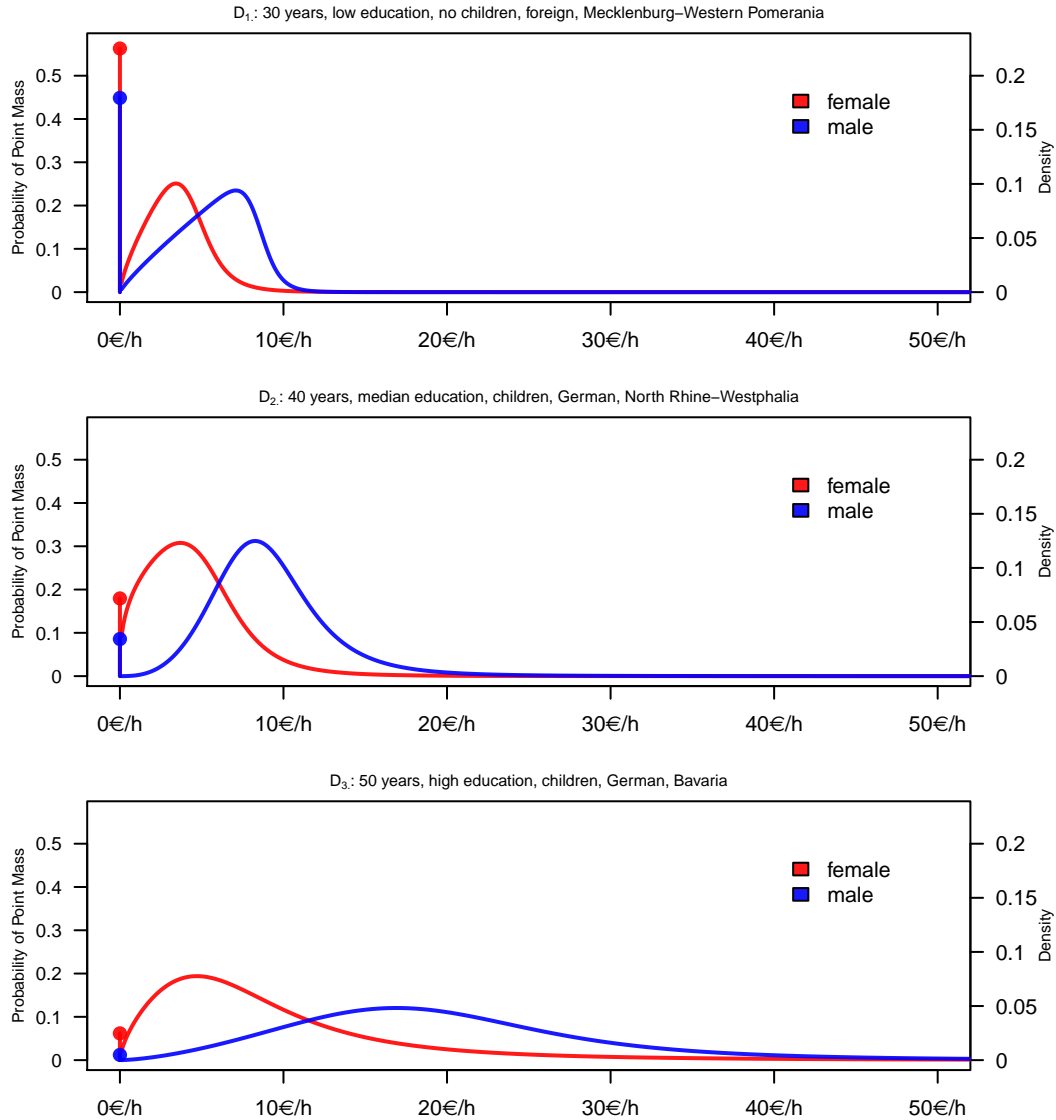 D1.: 30 years, low education, no children, foreign, Mecklenburg−Western Pomerania
Probability of Point Mass
0.5
0.4
0.3
0.2
0.1
0
female
male
0.2
0.15
0.1
0.05
0
Density
0€/h 10€/h 20€/h 30€/h 40€/h 50€/h
D2.: 40 years, median education, children, German, North Rhine−Westphalia
Probability of Point Mass
0.5
0.4
0.3
0.2
0.1
0
female
male
0.2
0.15
0.1
0.05
0
Density
0€/h 10€/h 20€/h 30€/h 40€/h 50€/h
D3.: 50 years, high education, children, German, Bavaria
Probability of Point Mass
0.5
0.4
0.3
0.2
0.1
0
female
male
0.2
0.15
0.1
0.05
0
Density
0€/h 10€/h 20€/h 30€/h 40€/h 50€/h